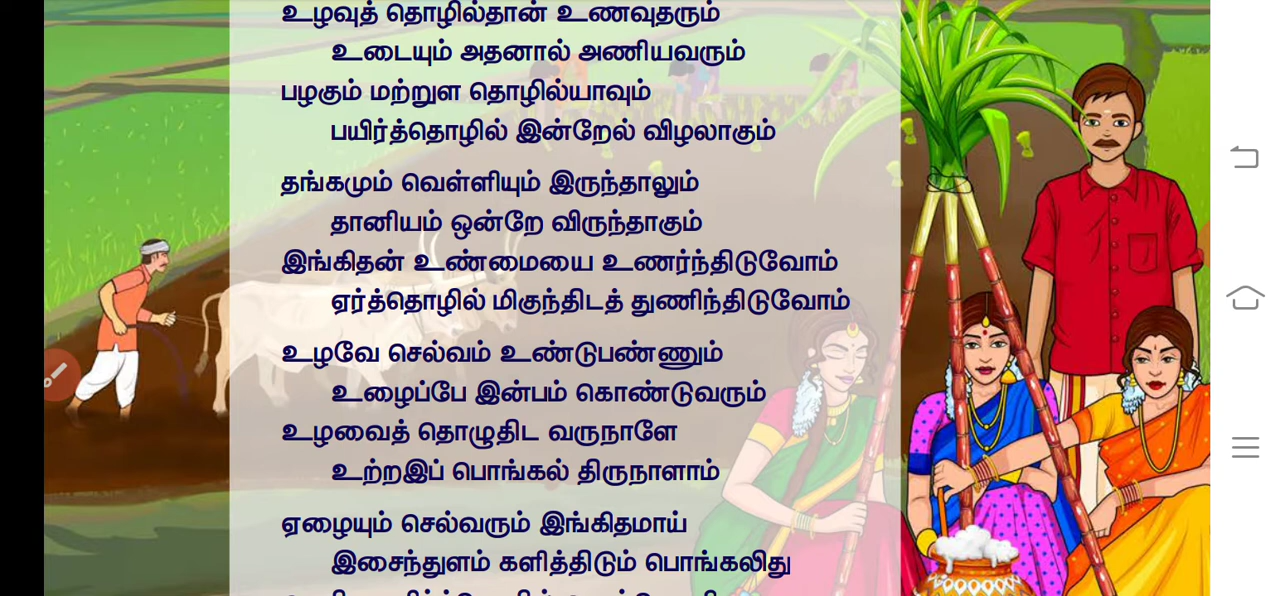 உழவுத் தொழில்தான் உணவுதரும்
உடையும் அதனால் அணியவரும்
பழகும் மற்றுள தொழில்யாவும்
பயிர்த்தொழில் இன்றேல் விழலாகும்
தங்கமும் வெள்ளியும் இருந்தாலும்
தானியம் ஒன்றே விருந்தாகும்
இங்கிதன் உண்மையை உணர்ந்திடுவோம்
ஏர்த்தொழில் மிகுந்திடத் துணிந்திடுவோம்
உழவே செல்வம் உண்டுபண்ணும்
உழைப்பே இன்பம் கொண்டுவரும்
உழவைத் தொழுதிட வருநாளே
உற்றஇப் பொங்கல் திருநாளாம்
ஏழையும் செல்வரும் இங்கிதமாய்
இசைந்துளம் களித்திடும் பொங்கலிது